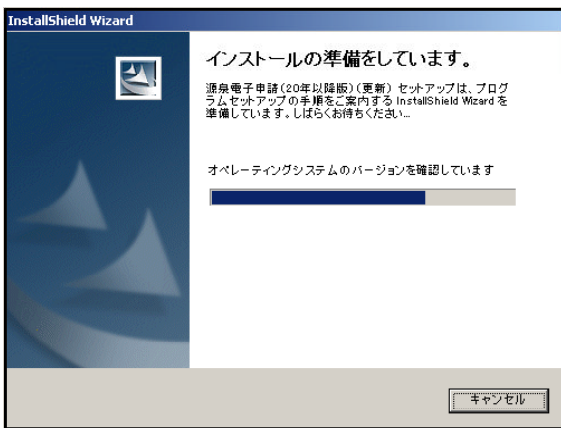 InstallShield Wizard
インストールの準備をしています。
源泉電子申請(20年以降版)(更新) セットアップは、プログ
ラムセットアップの手順をご案内する InstallShield Wizard を
準備しています。しばらくお待ちください...
オペレーティングシステムのバージョンを確認しています
キャンセル